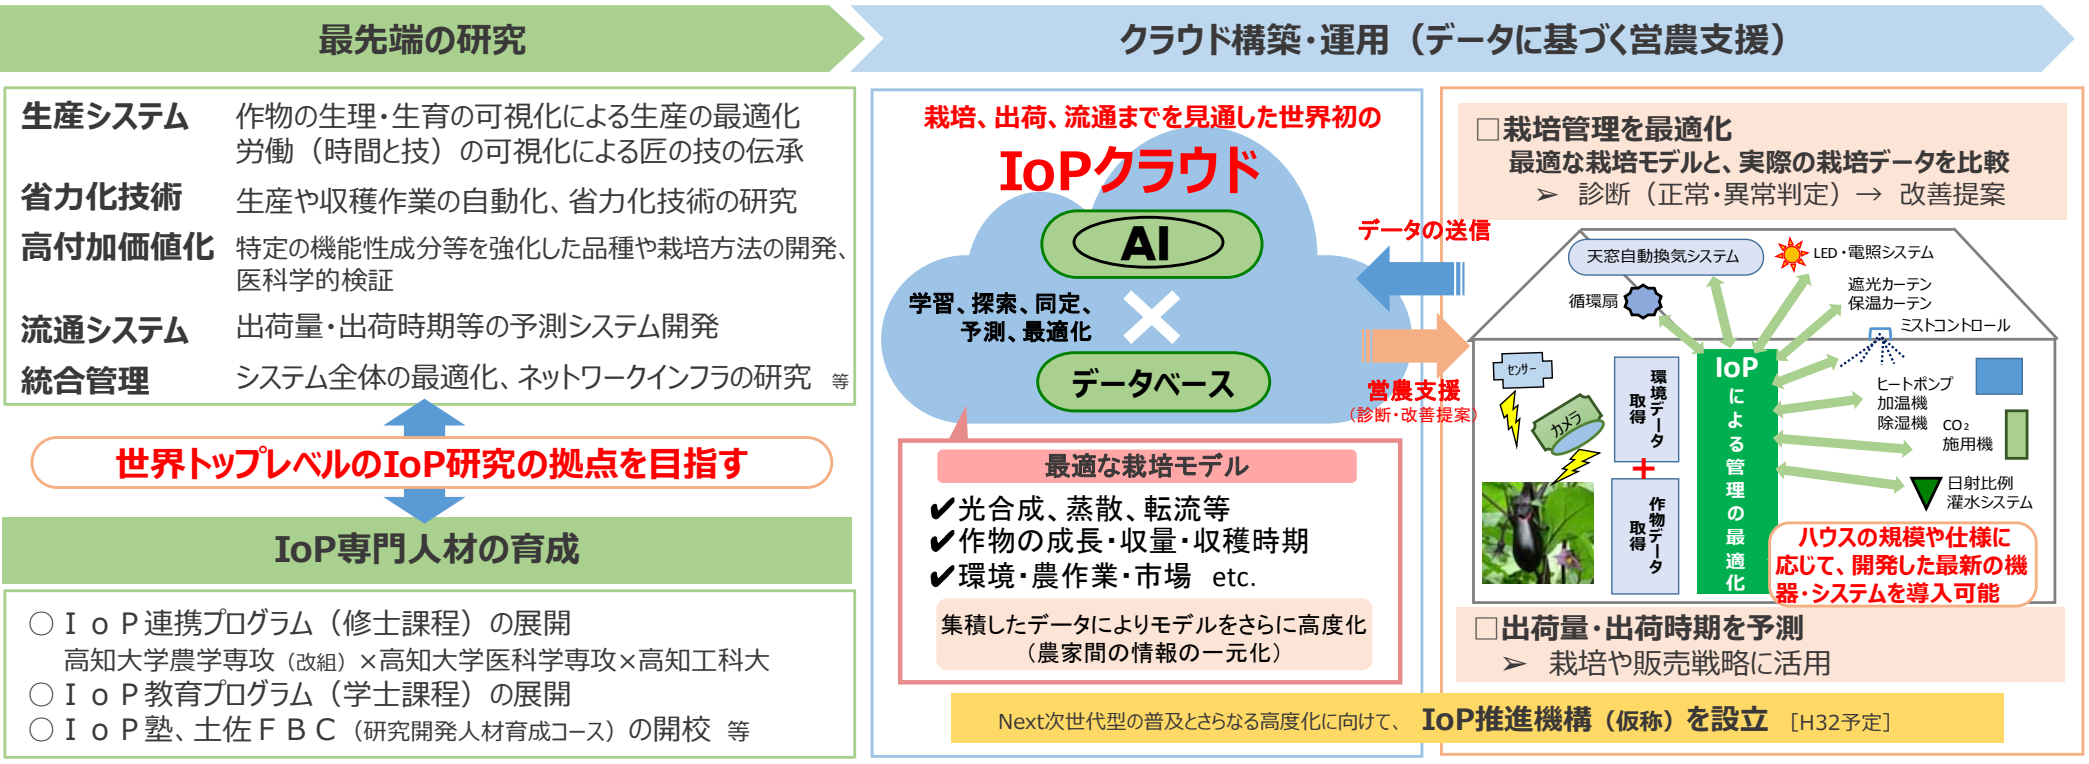 最先端の研究
生産システム 作物の生理・生育の可視化による生産の最適化
労働（時間と技）の可視化による匠の技の伝承
省力化技術 生産や収穫作業の自動化、省力化技術の研究
高付加価値化 特定の機能性成分等を強化した品種や栽培方法の開発、
医科学的検証
流通システム 出荷量・出荷時期等の予測システム開発
統合管理 システム全体の最適化、ネットワークインフラの研究 等
世界トップレベルのIoP研究の拠点を目指す
IoP専門人材の育成
○ＩｏＰ連携プログラム（修士課程）の展開
高知大学農学専攻（改組）×高知大学医科学専攻×高知工科大
○ＩｏＰ教育プログラム（学士課程）の展開
○ＩｏＰ塾、土佐ＦＢＣ（研究開発人材育成コース）の開校 等
クラウド構築・運用（データに基づく営農支援）
栽培、出荷、流通までを見通した世界初の
IoPクラウド
AI
学習、探索、同定、
予測、最適化
×
データベース
データの送信
営農支援
（診断・改善提案）
最適な栽培モデル
✔光合成、蒸散、転流等
✔作物の成長・収量・収穫時期
✔環境・農作業・市場 etc.
集積したデータによりモデルをさらに高度化
（農家間の情報の一元化）
□栽培管理を最適化
最適な栽培モデルと、実際の栽培データを比較
➢ 診断（正常・異常判定）→ 改善提案
天窓自動換気システム
LED・電照システム
循環扇
遮光カーテン
保温カーテン
ミストコントロール
センサー
カメラ
環境データ
取得
+
作物データ
取得
IoPによる管理の最適化
ヒートポンプ
加温機
除湿機
CO₂
施用機
日射比例
灌水システム
ハウスの規模や仕様に
応じて、開発した最新の機
器・システムを導入可能
□出荷量・出荷時期を予測
➢ 栽培や販売戦略に活用
Next次世代型の普及とさらなる高度化に向けて、 IoP推進機構（仮称）を設立 ［H32予定］